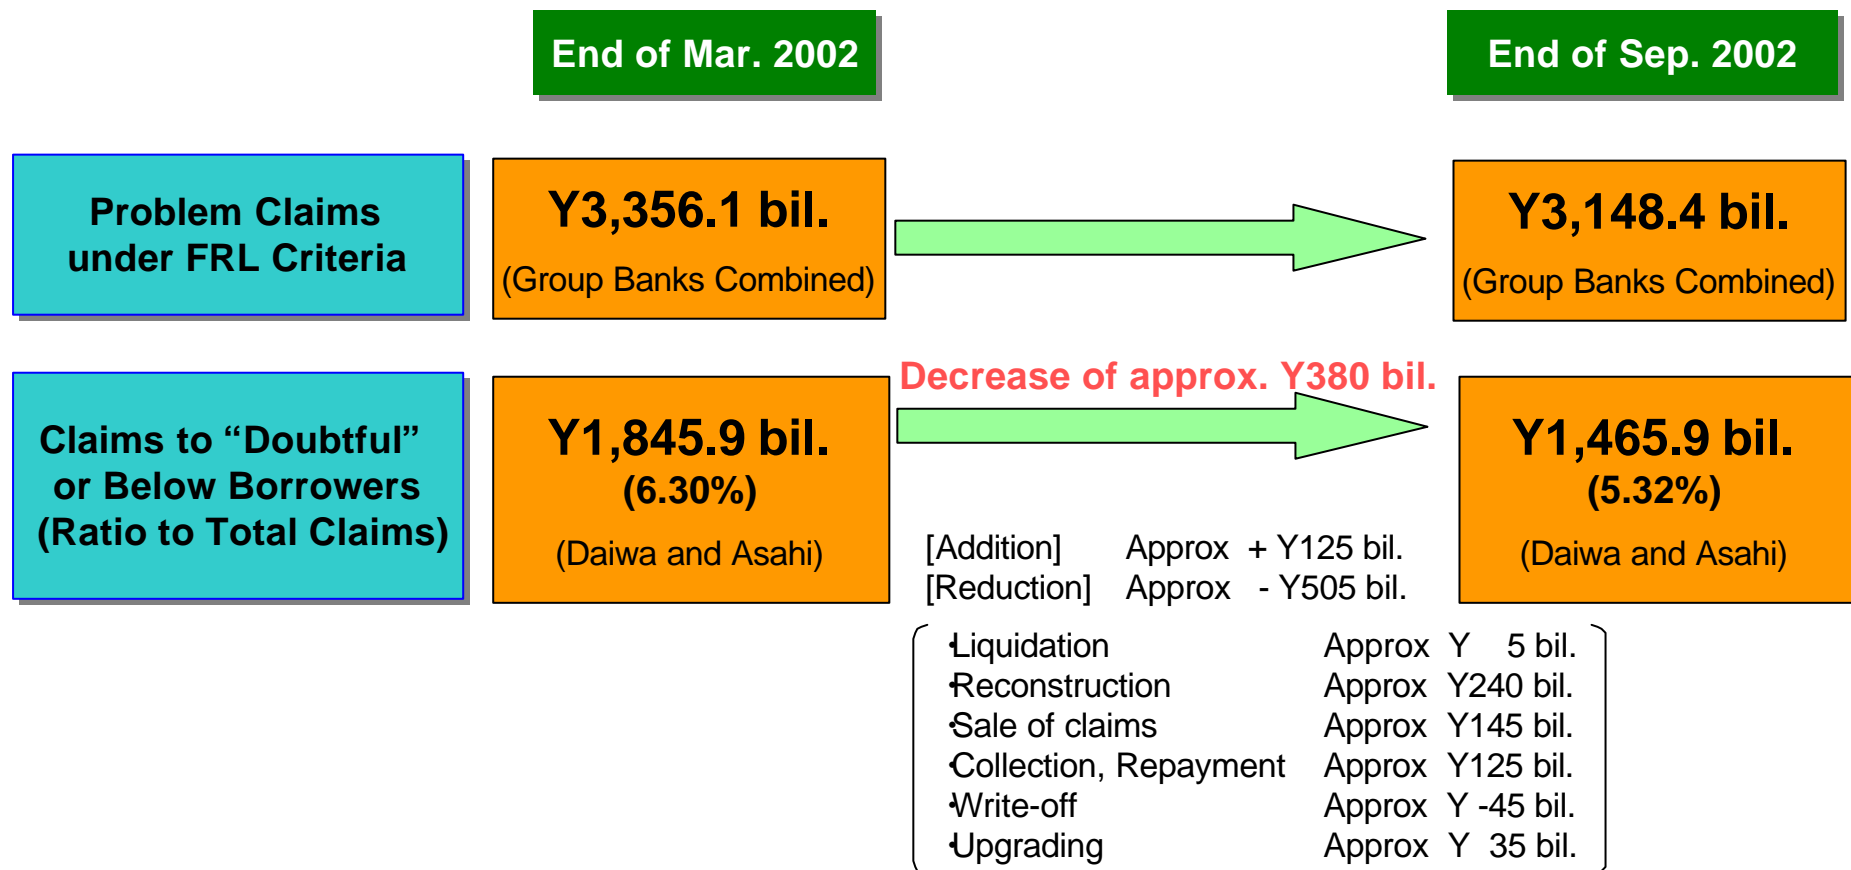 End of Mar. 2002
End of Sep. 2002
Problem Claims
under FRL Criteria
Y3,356.1 bil.
(Group Banks Combined)
Y3,148.4 bil.
(Group Banks Combined)
Claims to “Doubtful”
or Below Borrowers
(Ratio to Total Claims)
Y1,845.9 bil.
(6.30%)
(Daiwa and Asahi)
Decrease of approx. Y380 bil.
Y1,465.9 bil.
(5.32%)
(Daiwa and Asahi)
[Addition] Approx + Y125 bil.
[Reduction] Approx - Y505 bil.
・Liquidation Approx Y 5 bil.
・Reconstruction Approx Y240 bil.
・Sale of claims Approx Y145 bil.
・Collection, Repayment Approx Y125 bil.
・Write-off Approx Y -45 bil.
・Upgrading Approx Y 35 bil.